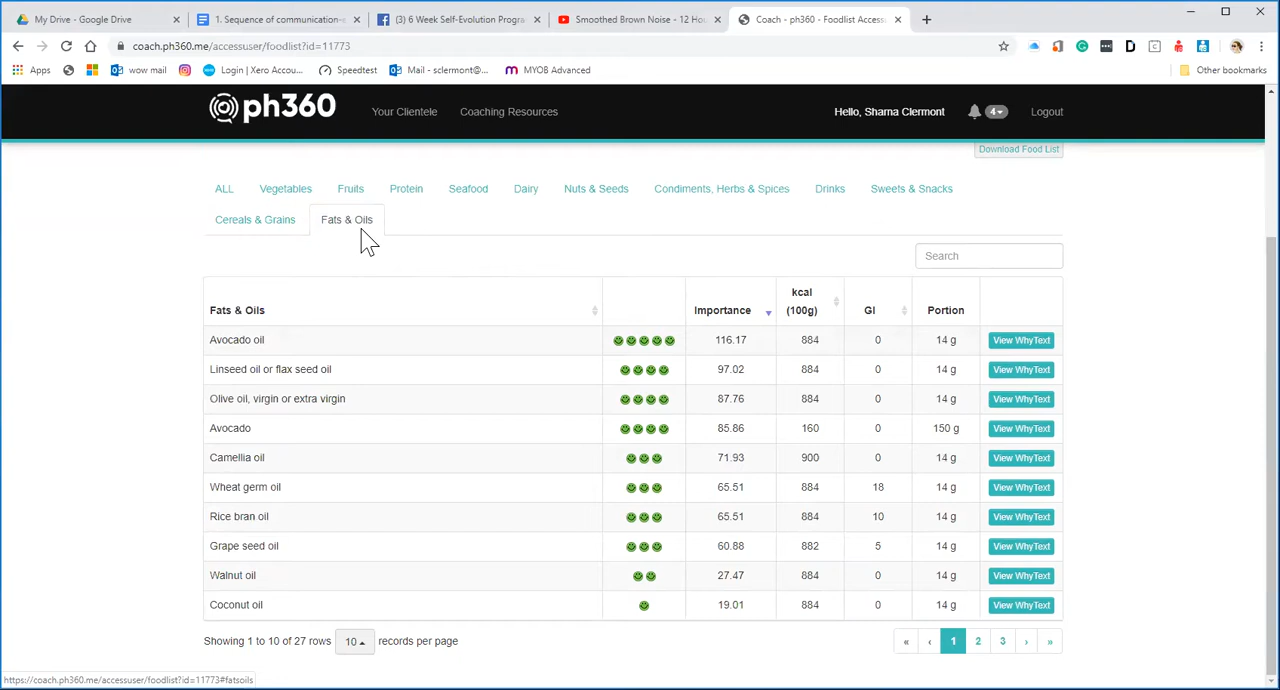 My Drive - Google Drive
1. Sequence of communication-e
(3) 6 Week Self-Evolution Progra
Smoothed Brown Noise - 12 Hou
Coach - ph360 - Foodlist Access
coach.ph360.me/accessuser/foodlist?id=11773
Apps
wow mail
Login | Xero Accou...
Speedtest
Mail - sclermont@...
MYOB Advanced
Other bookmarks
ph360
Your Clientele
Coaching Resources
Hello, Shama Clermont
4
Logout
Download Food List
ALL Vegetables Fruits Protein Seafood Dairy Nuts & Seeds Condiments, Herbs & Spices Drinks Sweets & Snacks
Cereals & Grains Fats & Oils
Search
Fats & Oils Importance kcal (100g) GI Portion
Avocado oil 116.17 884 0 14 g View WhyText
Linseed oil or flax seed oil 97.02 884 0 14 g View WhyText
Olive oil, virgin or extra virgin 87.76 884 0 14 g View WhyText
Avocado 85.86 160 0 150 g View WhyText
Camellia oil 71.93 900 0 14 g View WhyText
Wheat germ oil 65.51 884 18 14 g View WhyText
Rice bran oil 65.51 884 10 14 g View WhyText
Grape seed oil 60.88 882 5 14 g View WhyText
Walnut oil 27.47 884 0 14 g View WhyText
Coconut oil 19.01 884 0 14 g View WhyText
Showing 1 to 10 of 27 rows 10 records per page
« ‹ 1 2 3 › »
https://coach.ph360.me/accessuser/foodlist?id=11773#fatsoils